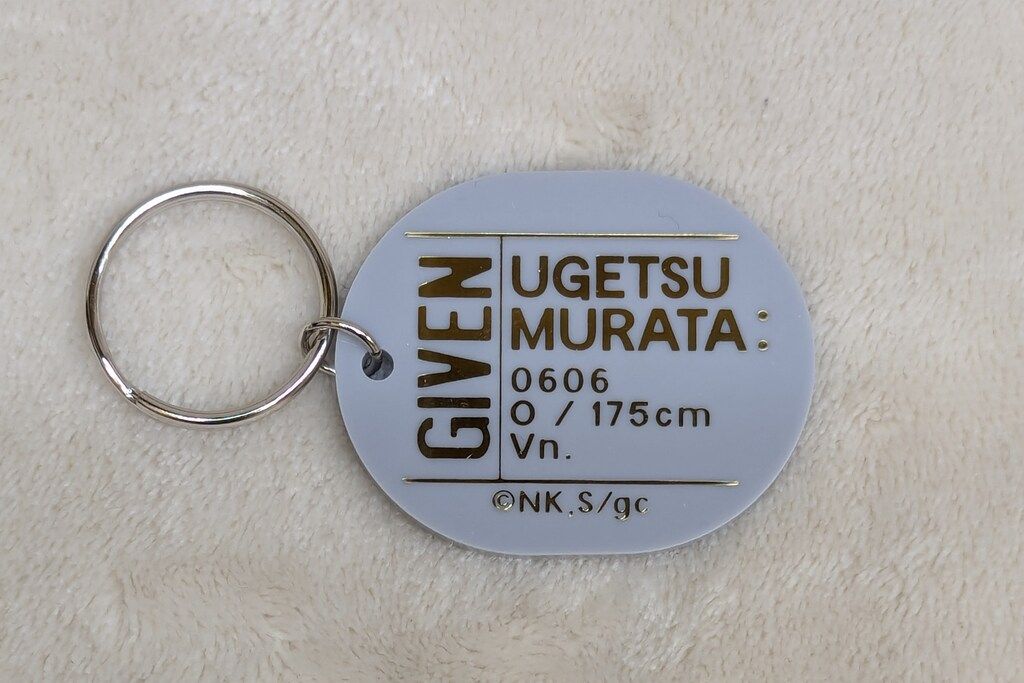 GIVEN
UGETSU
MURATA:
0606
O / 175cm
Vn.
©NK,S/gc